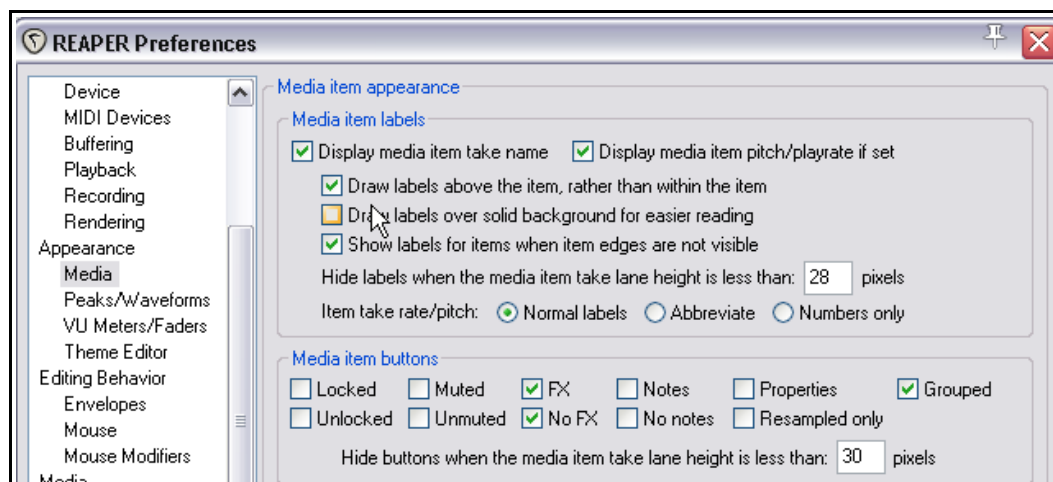 REAPER Preferences
Device
MIDI Devices
Buffering
Playback
Recording
Rendering
Appearance
Media
Peaks/Waveforms
VU Meters/Faders
Theme Editor
Editing Behavior
Envelopes
Mouse
Mouse Modifiers
Media
Media item appearance
Media item labels
Display media item take name Display media item pitch/playrate if set
Draw labels above the item, rather than within the item
Draw labels over solid background for easier reading
Show labels for items when item edges are not visible
Hide labels when the media item take lane height is less than: 28 pixels
Item take rate/pitch: Normal labels Abbreviate Numbers only
Media item buttons
Locked Muted FX Notes Properties Grouped
Unlocked Unmuted No FX No notes Resampled only
Hide buttons when the media item take lane height is less than: 30 pixels